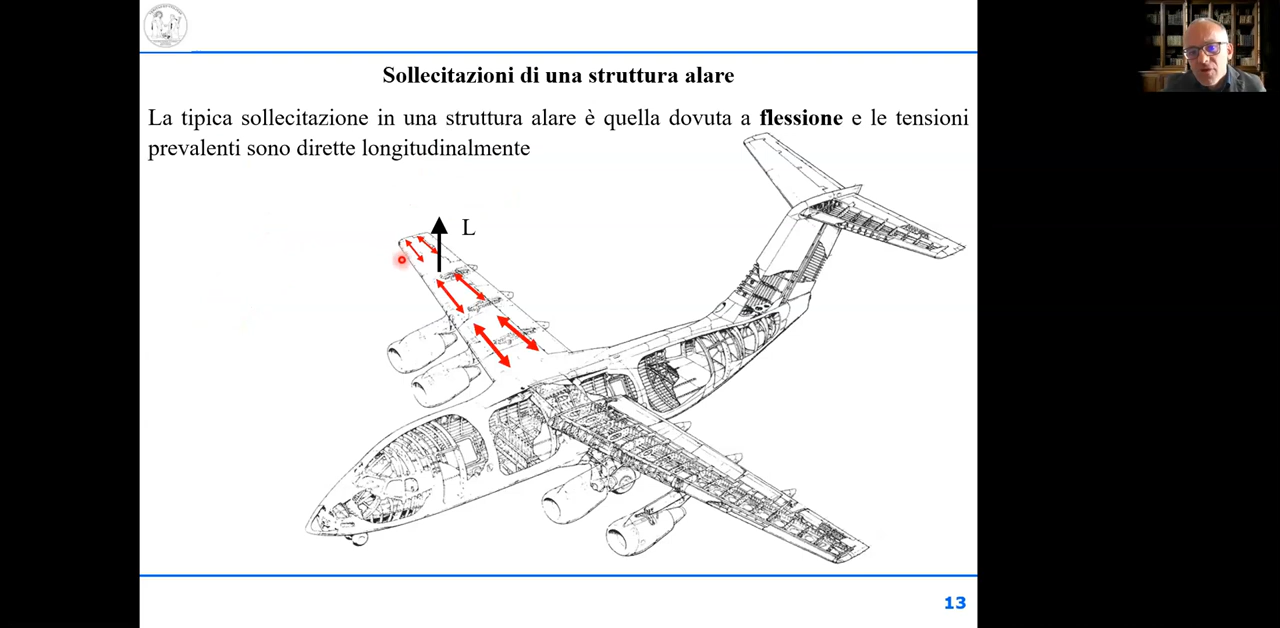 Sollecitazioni di una struttura alare
La tipica sollecitazione in una struttura alare è quella dovuta a flessione e le tensioni
prevalenti sono dirette longitudinalmente
L
13